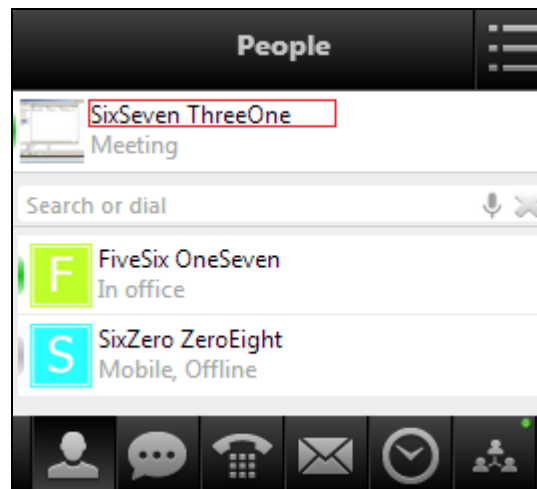 People
SixSeven ThreeOne
Meeting
Search or dial
F
FiveSix OneSeven
In office
S
SixZero ZeroEight
Mobile, Offline